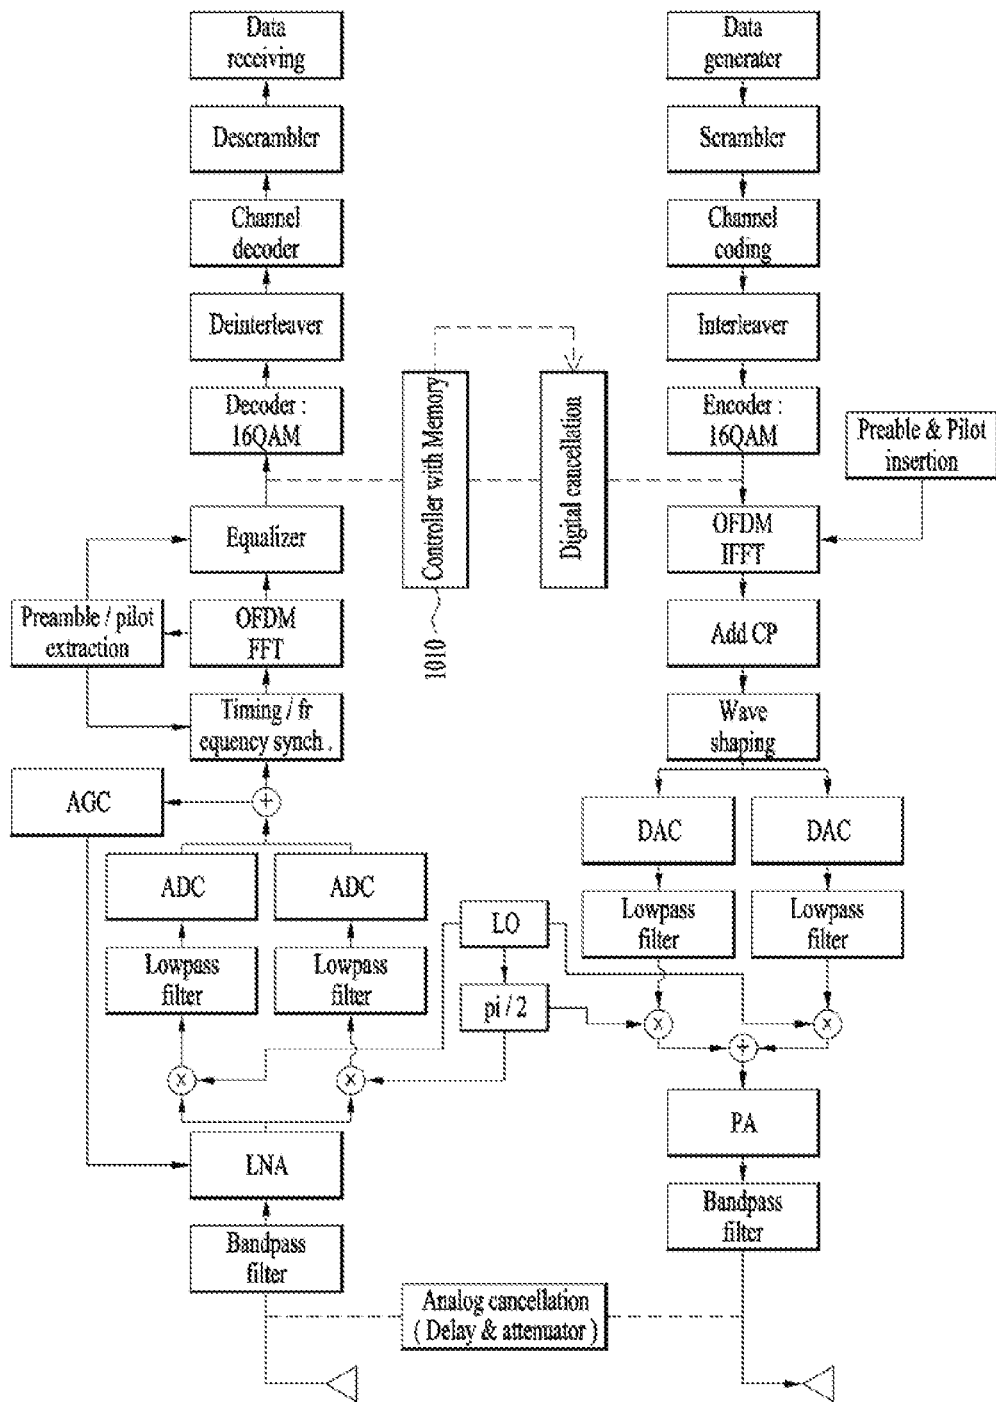 Data
receiving
Descrambler
Channel
decoder
Deinterleaver
Decoder :
16QAM
Equalizer
Preamble / pilot
extraction
OFDM
FFT
Timing / fr
equency synch .
AGC
+
ADC
ADC
Lowpass
filter
Lowpass
filter
x
x
LNA
Bandpass
filter
Controller with Memory
1010
Digital cancellation
LO
pi / 2
Analog cancellation
( Delay & attenuator )
Data
generater
Scrambler
Channel
coding
Interleaver
Encoder :
16QAM
Preable & Pilot
insertion
OFDM
IFFT
Add CP
Wave
shaping
DAC
DAC
Lowpass
filter
Lowpass
filter
x
x
+
PA
Bandpass
filter